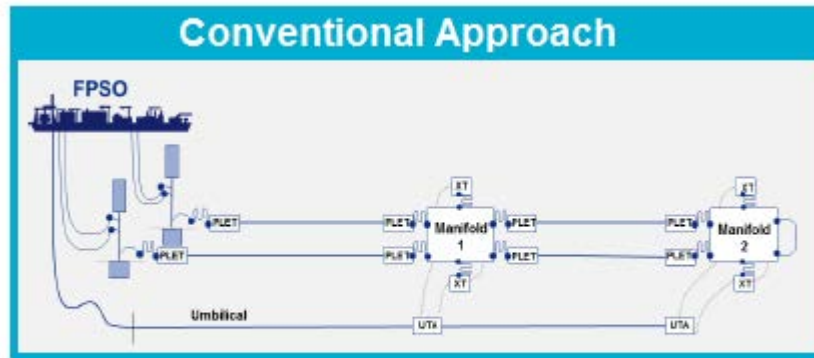 Conventional Approach
FPSO
XT
XT
PLET
PLET
PLET
PLET
Manifold
1
Manifold
2
PLET
PLET
PLET
PLET
XT
XT
Umbilical
UTA
UTA